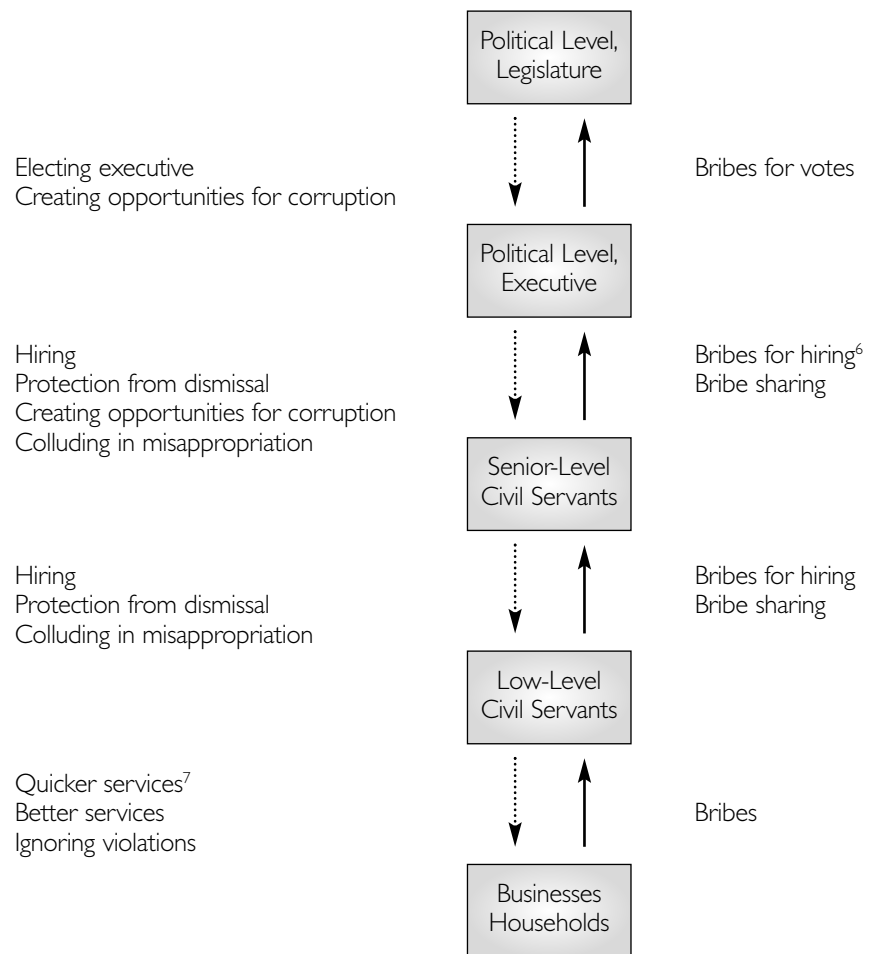 Political Level,
Legislature
Electing executive
Creating opportunities for corruption
Bribes for votes
Political Level,
Executive
Hiring
Protection from dismissal
Creating opportunities for corruption
Colluding in misappropriation
Bribes for hiring⁶
Bribe sharing
Senior-Level
Civil Servants
Hiring
Protection from dismissal
Colluding in misappropriation
Bribes for hiring
Bribe sharing
Low-Level
Civil Servants
Quicker services⁷
Better services
Ignoring violations
Bribes
Businesses
Households